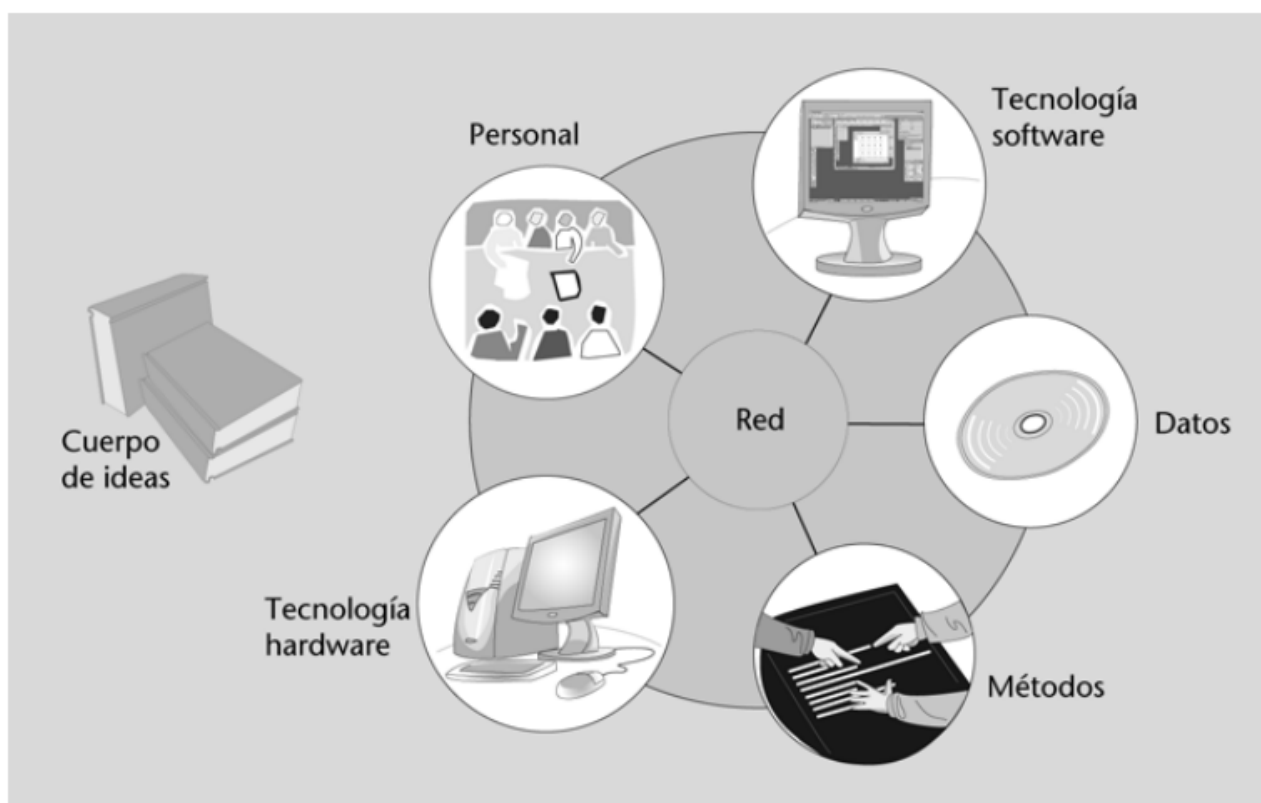 Tecnología
software
Personal
Red
Datos
Cuerpo
de ideas
Tecnología
hardware
Métodos